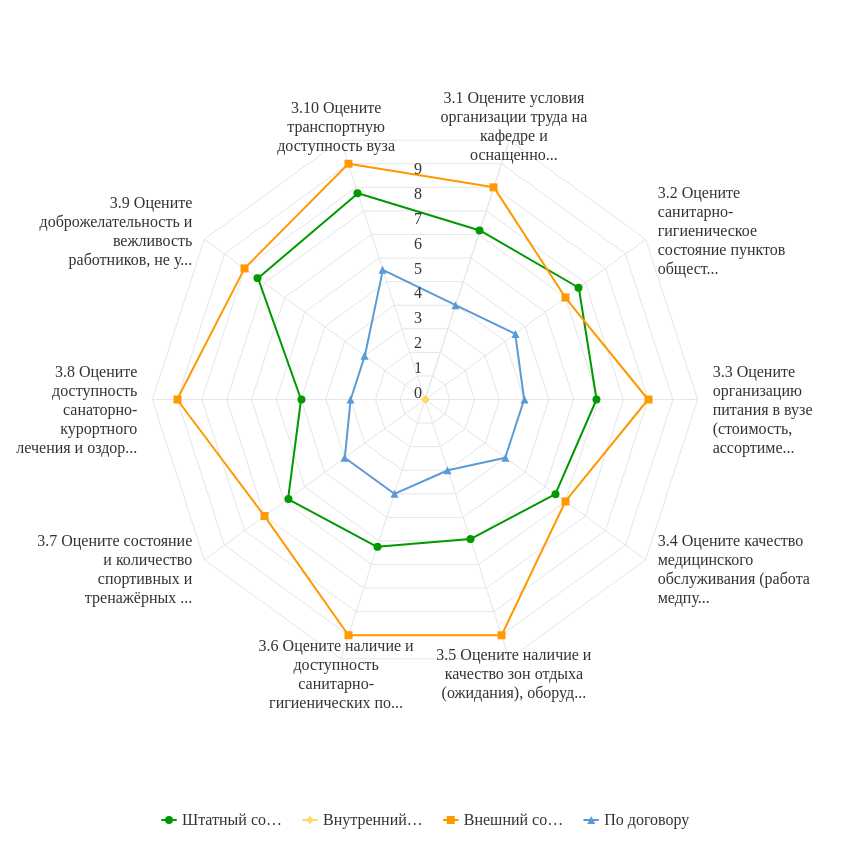 3.10 Оцените
транспортную
доступность вуза
3.1 Оцените условия
организации труда на
кафедре и
оснащенно...
3.2 Оцените
санитарно-
гигиеническое
состояние пунктов
общест...
3.3 Оцените
организацию
питания в вузе
(стоимость,
ассортиме...
3.4 Оцените качество
медицинского
обслуживания (работа
медпу...
3.5 Оцените наличие и
качество зон отдыха
(ожидания), оборуд...
3.6 Оцените наличие и
доступность
санитарно-
гигиенических по...
3.7 Оцените состояние
и количество
спортивных и
тренажёрных ...
3.8 Оцените
доступность
санаторно-
курортного
лечения и оздор...
3.9 Оцените
доброжелательность и
вежливость
работников, не у...
9
8
7
6
5
4
3
2
1
0
Штатный со… Внутренний… Внешний со… По договору